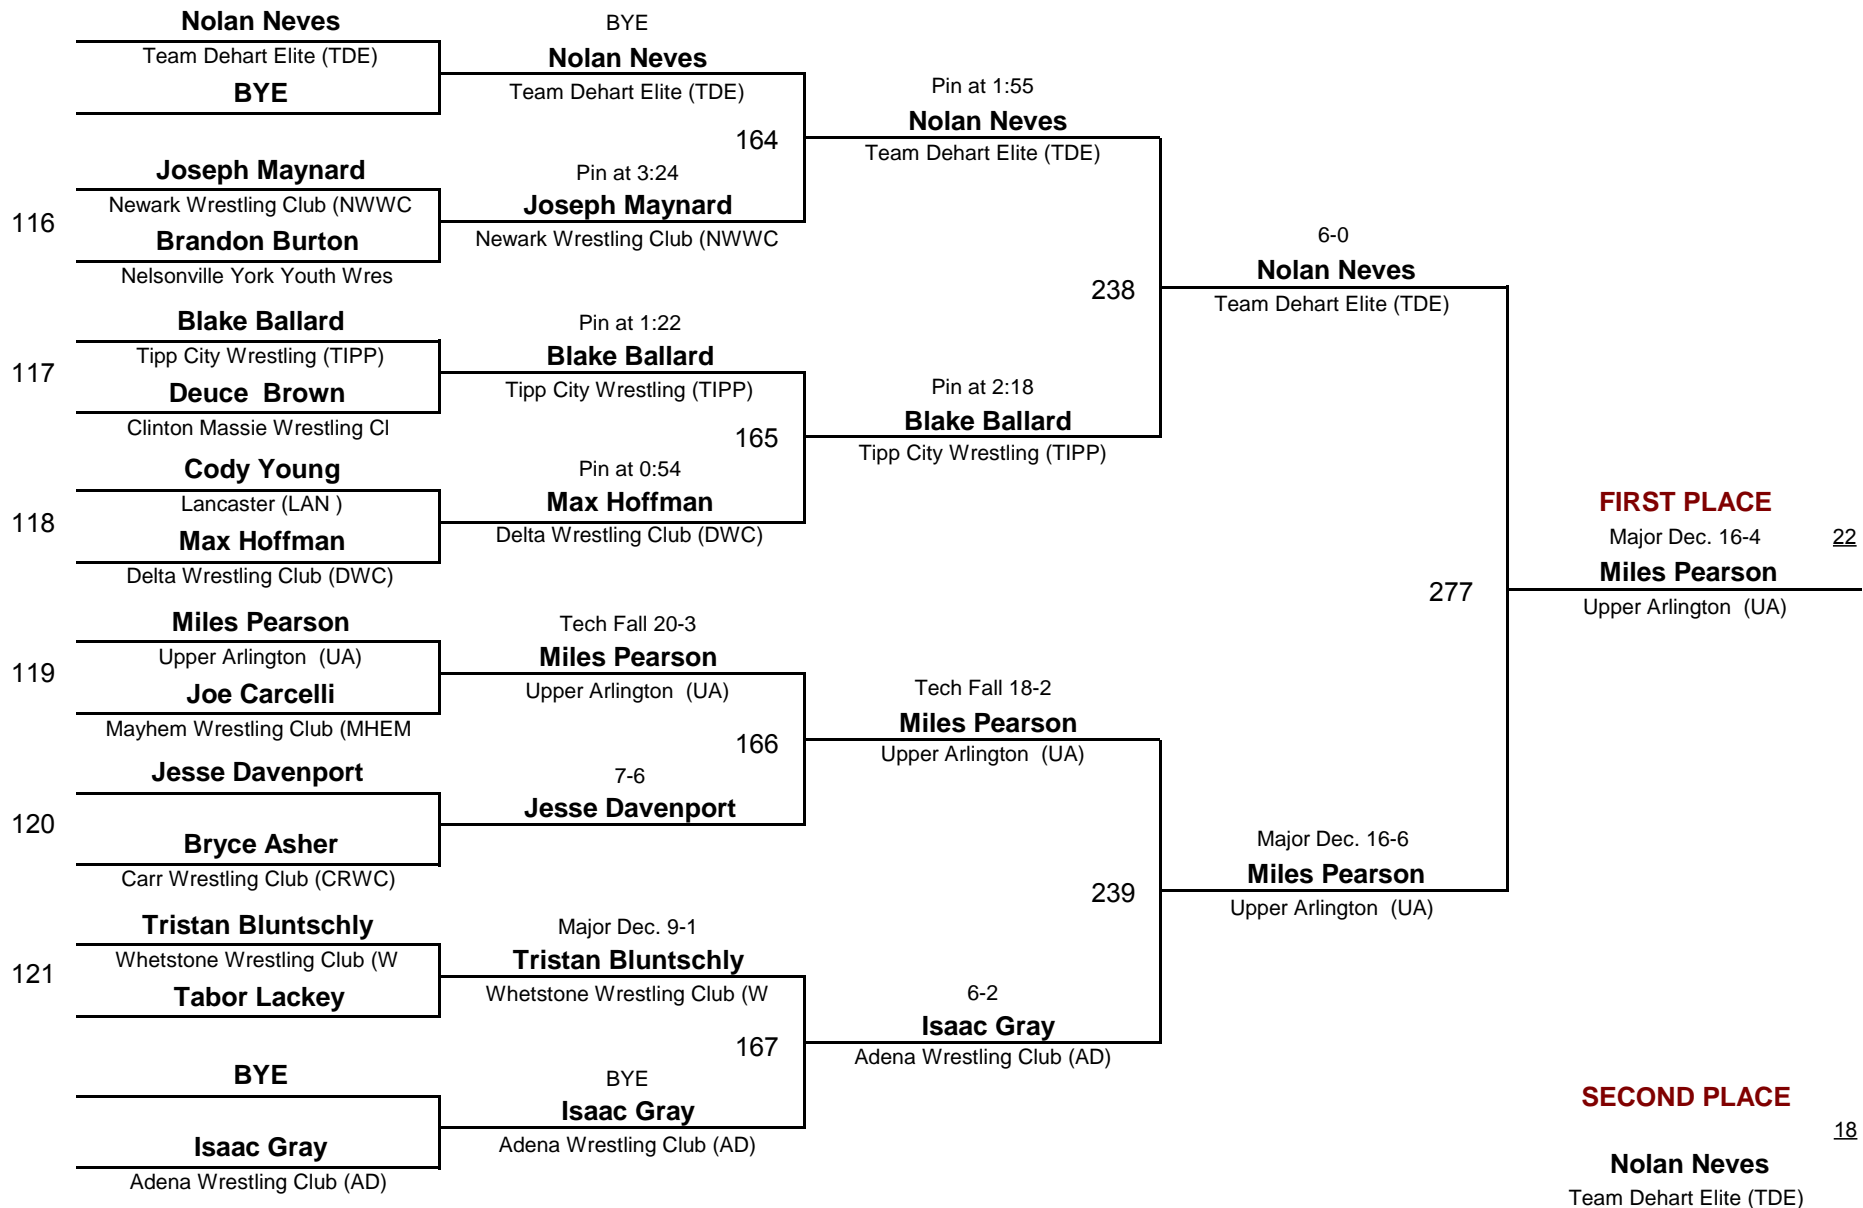 Nolan Neves
Team Dehart Elite (TDE)
BYE
BYE
Nolan Neves
Team Dehart Elite (TDE)
164
Pin at 1:55
Nolan Neves
Team Dehart Elite (TDE)
116
Joseph Maynard
Newark Wrestling Club (NWWC
Brandon Burton
Nelsonville York Youth Wres
Pin at 3:24
Joseph Maynard
Newark Wrestling Club (NWWC
238
6-0
Nolan Neves
Team Dehart Elite (TDE)
117
Blake Ballard
Tipp City Wrestling (TIPP)
Deuce  Brown
Clinton Massie Wrestling Cl
Pin at 1:22
Blake Ballard
Tipp City Wrestling (TIPP)
165
Pin at 2:18
Blake Ballard
Tipp City Wrestling (TIPP)
118
Cody Young
Lancaster (LAN )
Max Hoffman
Delta Wrestling Club (DWC)
Pin at 0:54
Max Hoffman
Delta Wrestling Club (DWC)
277
FIRST PLACE
Major Dec. 16-4
22
Miles Pearson
Upper Arlington  (UA)
119
Miles Pearson
Upper Arlington  (UA)
Joe Carcelli
Mayhem Wrestling Club (MHEM
Tech Fall 20-3
Miles Pearson
Upper Arlington  (UA)
166
Tech Fall 18-2
Miles Pearson
Upper Arlington  (UA)
120
Jesse Davenport
Bryce Asher
Carr Wrestling Club (CRWC)
7-6
Jesse Davenport
239
Major Dec. 16-6
Miles Pearson
Upper Arlington  (UA)
121
Tristan Bluntschly
Whetstone Wrestling Club (W
Tabor Lackey
Major Dec. 9-1
Tristan Bluntschly
Whetstone Wrestling Club (W
167
6-2
Isaac Gray
Adena Wrestling Club (AD)
BYE
Isaac Gray
Adena Wrestling Club (AD)
BYE
Isaac Gray
Adena Wrestling Club (AD)
SECOND PLACE
18
Nolan Neves
Team Dehart Elite (TDE)